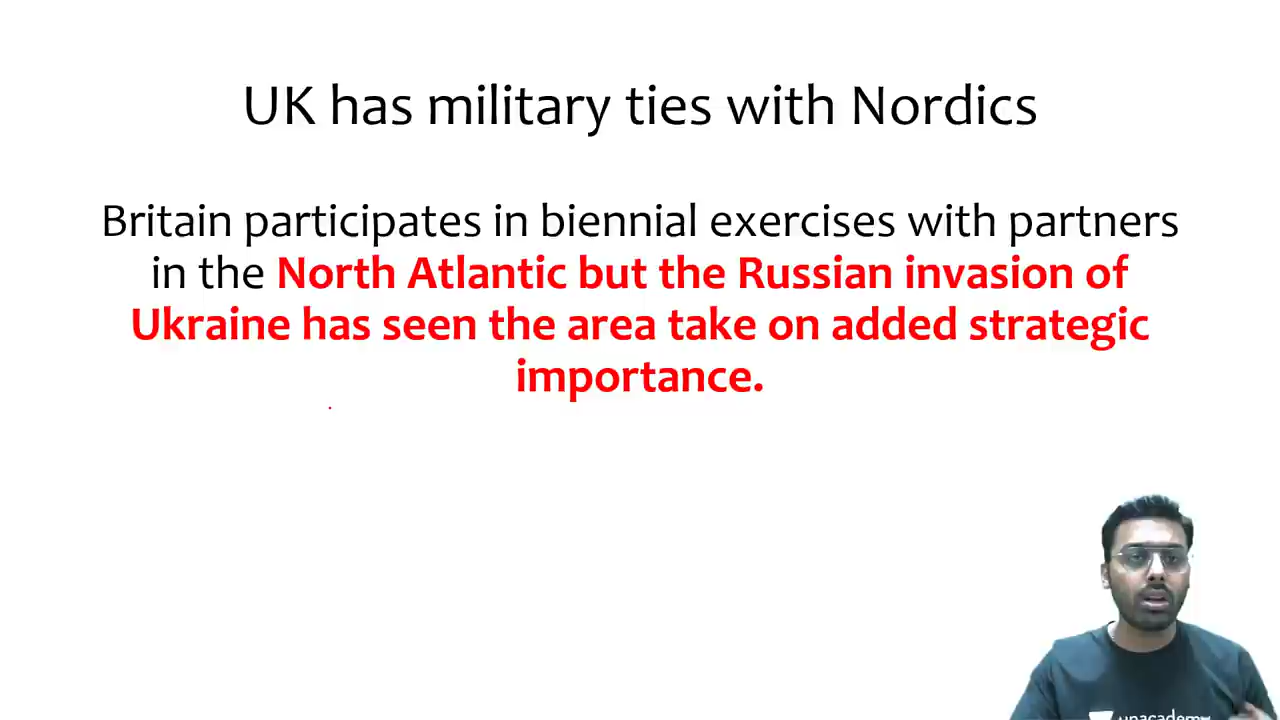 UK has military ties with Nordics
Britain participates in biennial exercises with partners
in the North Atlantic but the Russian invasion of
Ukraine has seen the area take on added strategic
importance.
unacademy